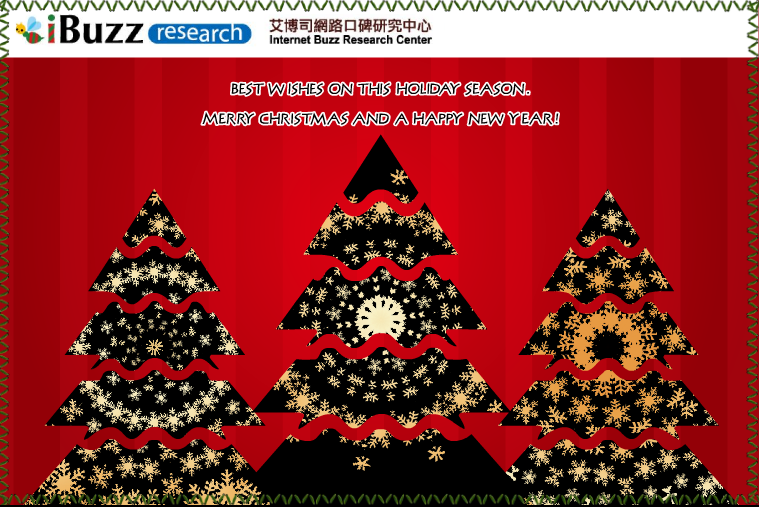 iBuzz research
艾博司網路口碑研究中心
Internet Buzz Research Center
BEST WISHES ON THIS HOLIDAY SEASON.
MERRY CHRISTMAS AND A HAPPY NEW YEAR!